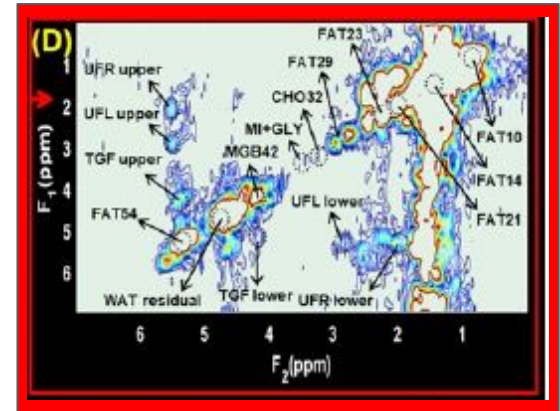 (D)
FAT23
UFR upper
FAT29
CHO32
UFL upper
MI+GLY
MGB42
TGF upper
FAT10
FAT14
UFL lower
FAT21
FAT54
WAT residual
TGF lower
UFR lower
F1(ppm)
1
2
3
4
5
6
6 5 4 3 2 1
F2(ppm)